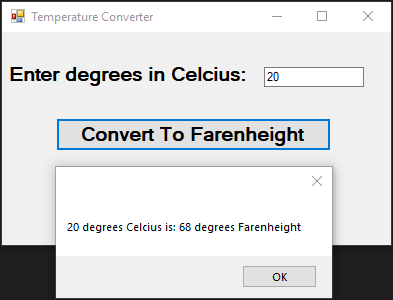 Temperature Converter
Enter degrees in Celcius: 20
Convert To Farenheight
20 degrees Celcius is: 68 degrees Farenheight
OK